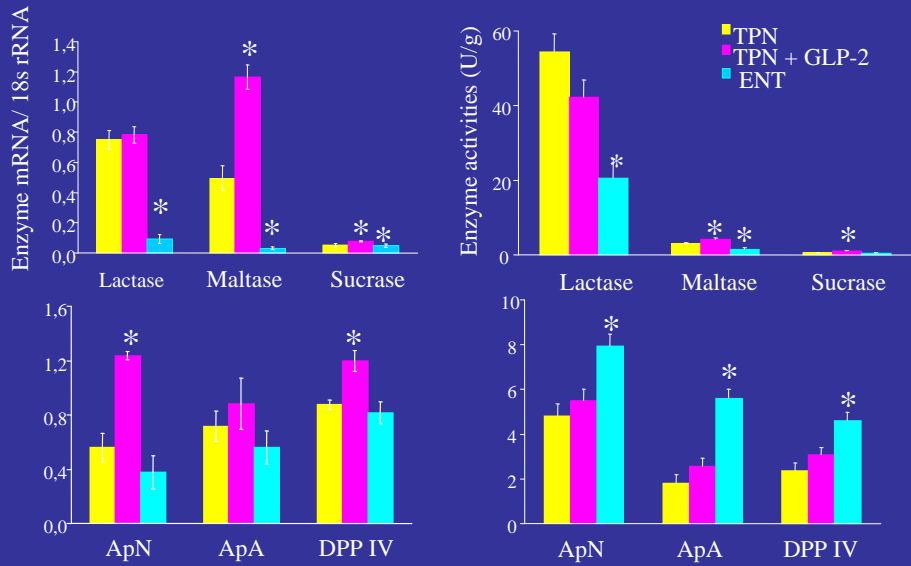 Enzyme mRNA/ 18s rRNA
1,4
1,2
1,0
0,8
0,6
0,4
0,2
0,0
*
*
*
*
*
Lactase
Maltase
Sucrase
Enzyme activities (U/g)
60
40
20
0
TPN
TPN + GLP-2
ENT
*
*
*
*
Lactase
Maltase
Sucrase
1,6
1,2
0,8
0,4
0,0
*
*
ApN
ApA
DPP IV
10
8
6
4
2
0
*
*
*
ApN
ApA
DPP IV